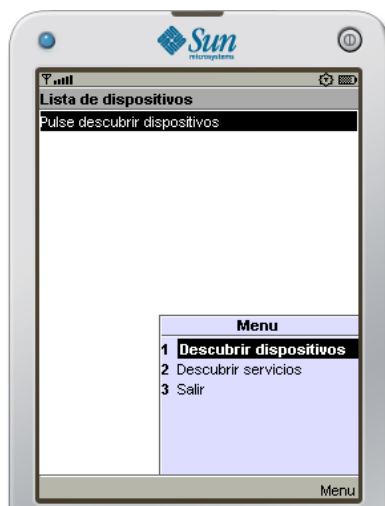 Sun
microsystems
Lista de dispositivos
Pulse descubrir dispositivos
Menu
1 Descubrir dispositivos
2 Descubrir servicios
3 Salir
Menu